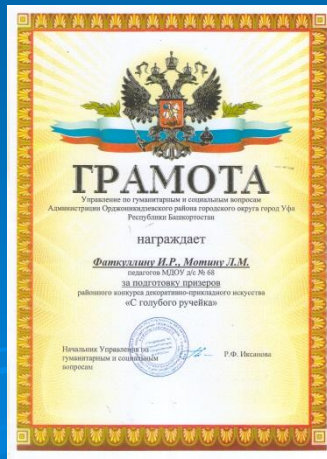 ГРАМОТА
Управление по гуманитарным и социальным вопросам
Администрации Орджоникидзевского района городского округа город Уфа
Республики Башкортостан
награждает
Фаткуллину И.Р., Мотину Л.М.
педагогов МДОУ д/с № 68
за подготовку призеров
районного конкурса декоративно-прикладного искусства
«С голубого ручейка»
Начальник Управления по
гуманитарным и социальным
вопросам
Р.Ф. Иксанова